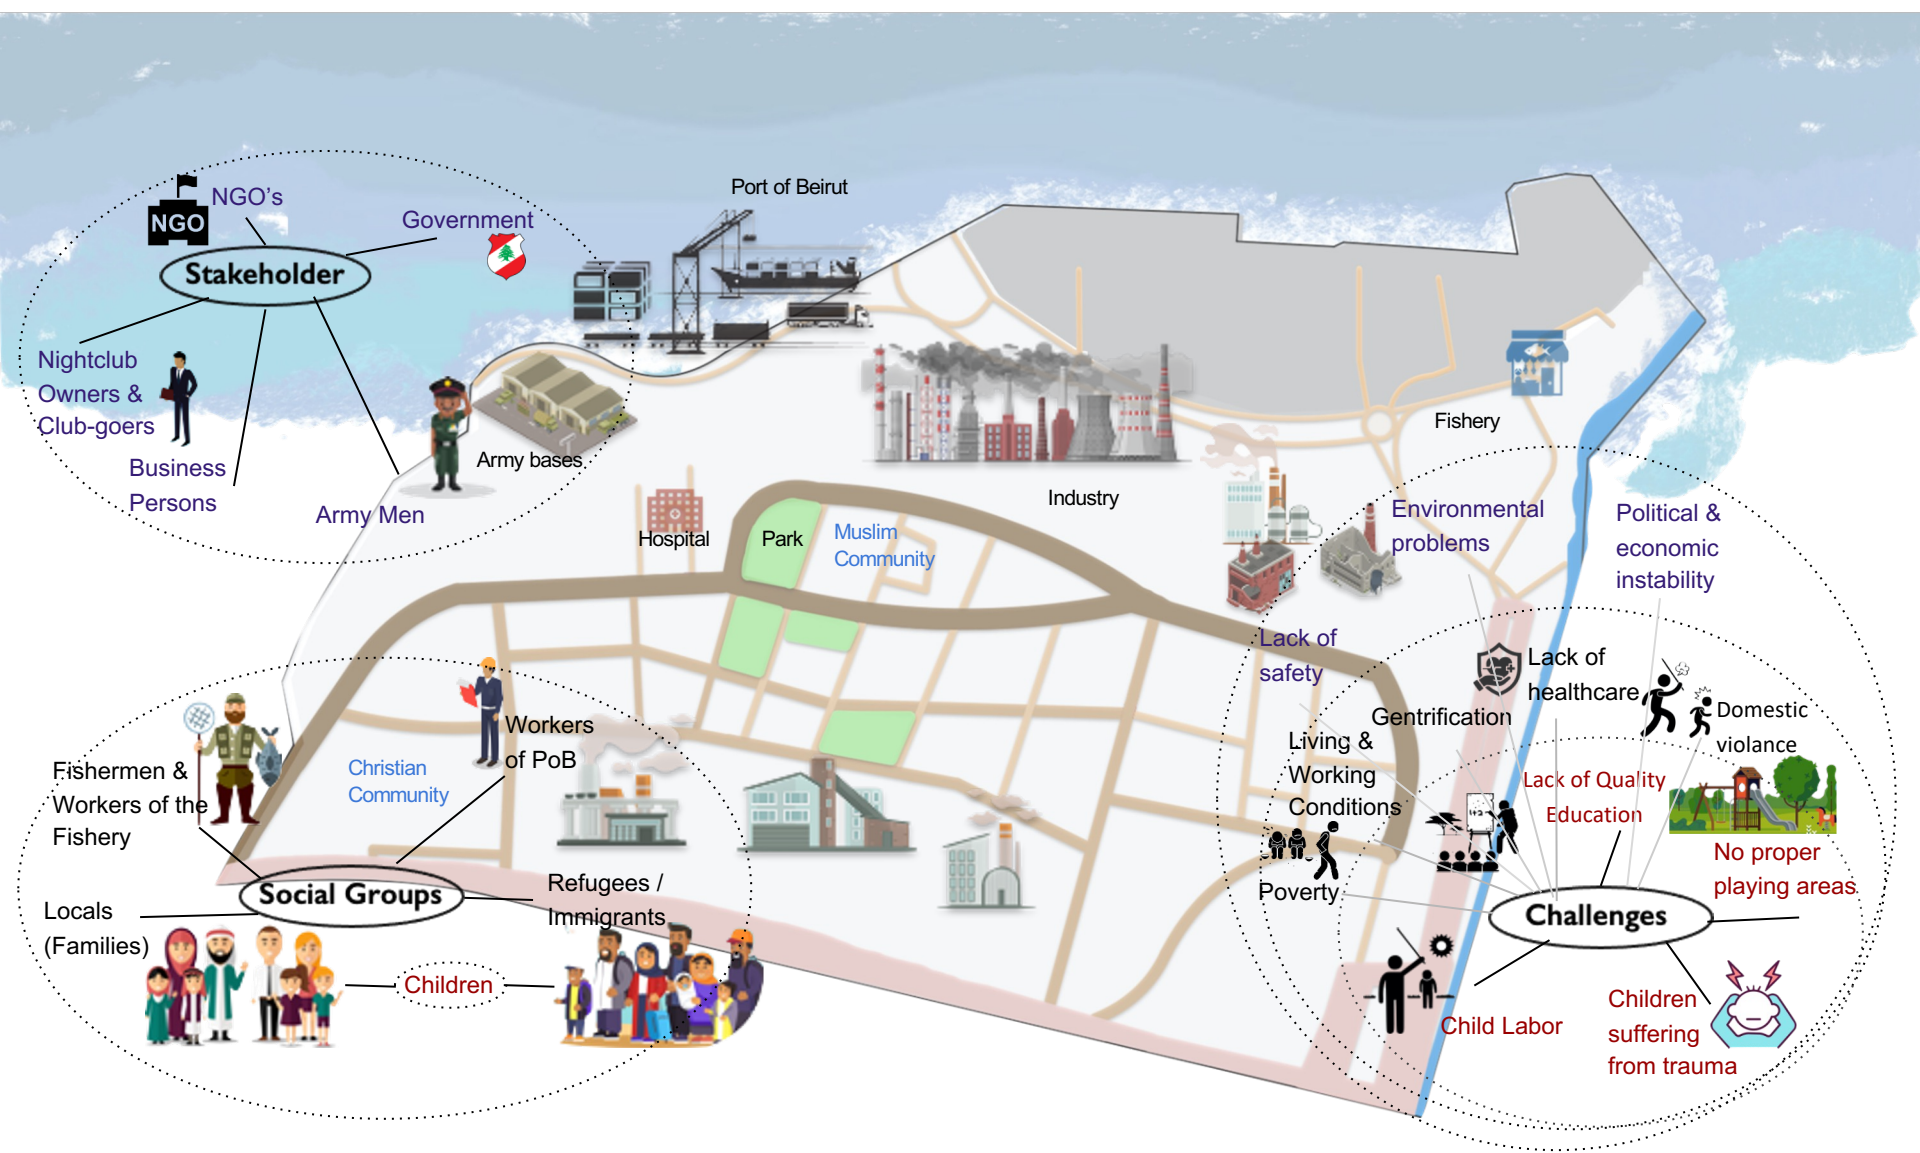 Port of Beirut
NGO
NGO's
Government
Stakeholder
Nightclub
Owners &
Club-goers
Business
Persons
Army Men
Army bases
Fishery
Industry
Hospital
Park
Muslim
Community
Environmental
problems
Political &
economic
instability
Lack of
safety
Lack of
healthcare
Gentrification
Domestic
violance
Living &
Working
Conditions
Lack of Quality
Education
No proper
playing areas
Poverty
Challenges
Child Labor
Children
suffering
from trauma
Workers
of PoB
Christian
Community
Fishermen &
Workers of the
Fishery
Social Groups
Refugees /
Immigrants
Locals
(Families)
Children